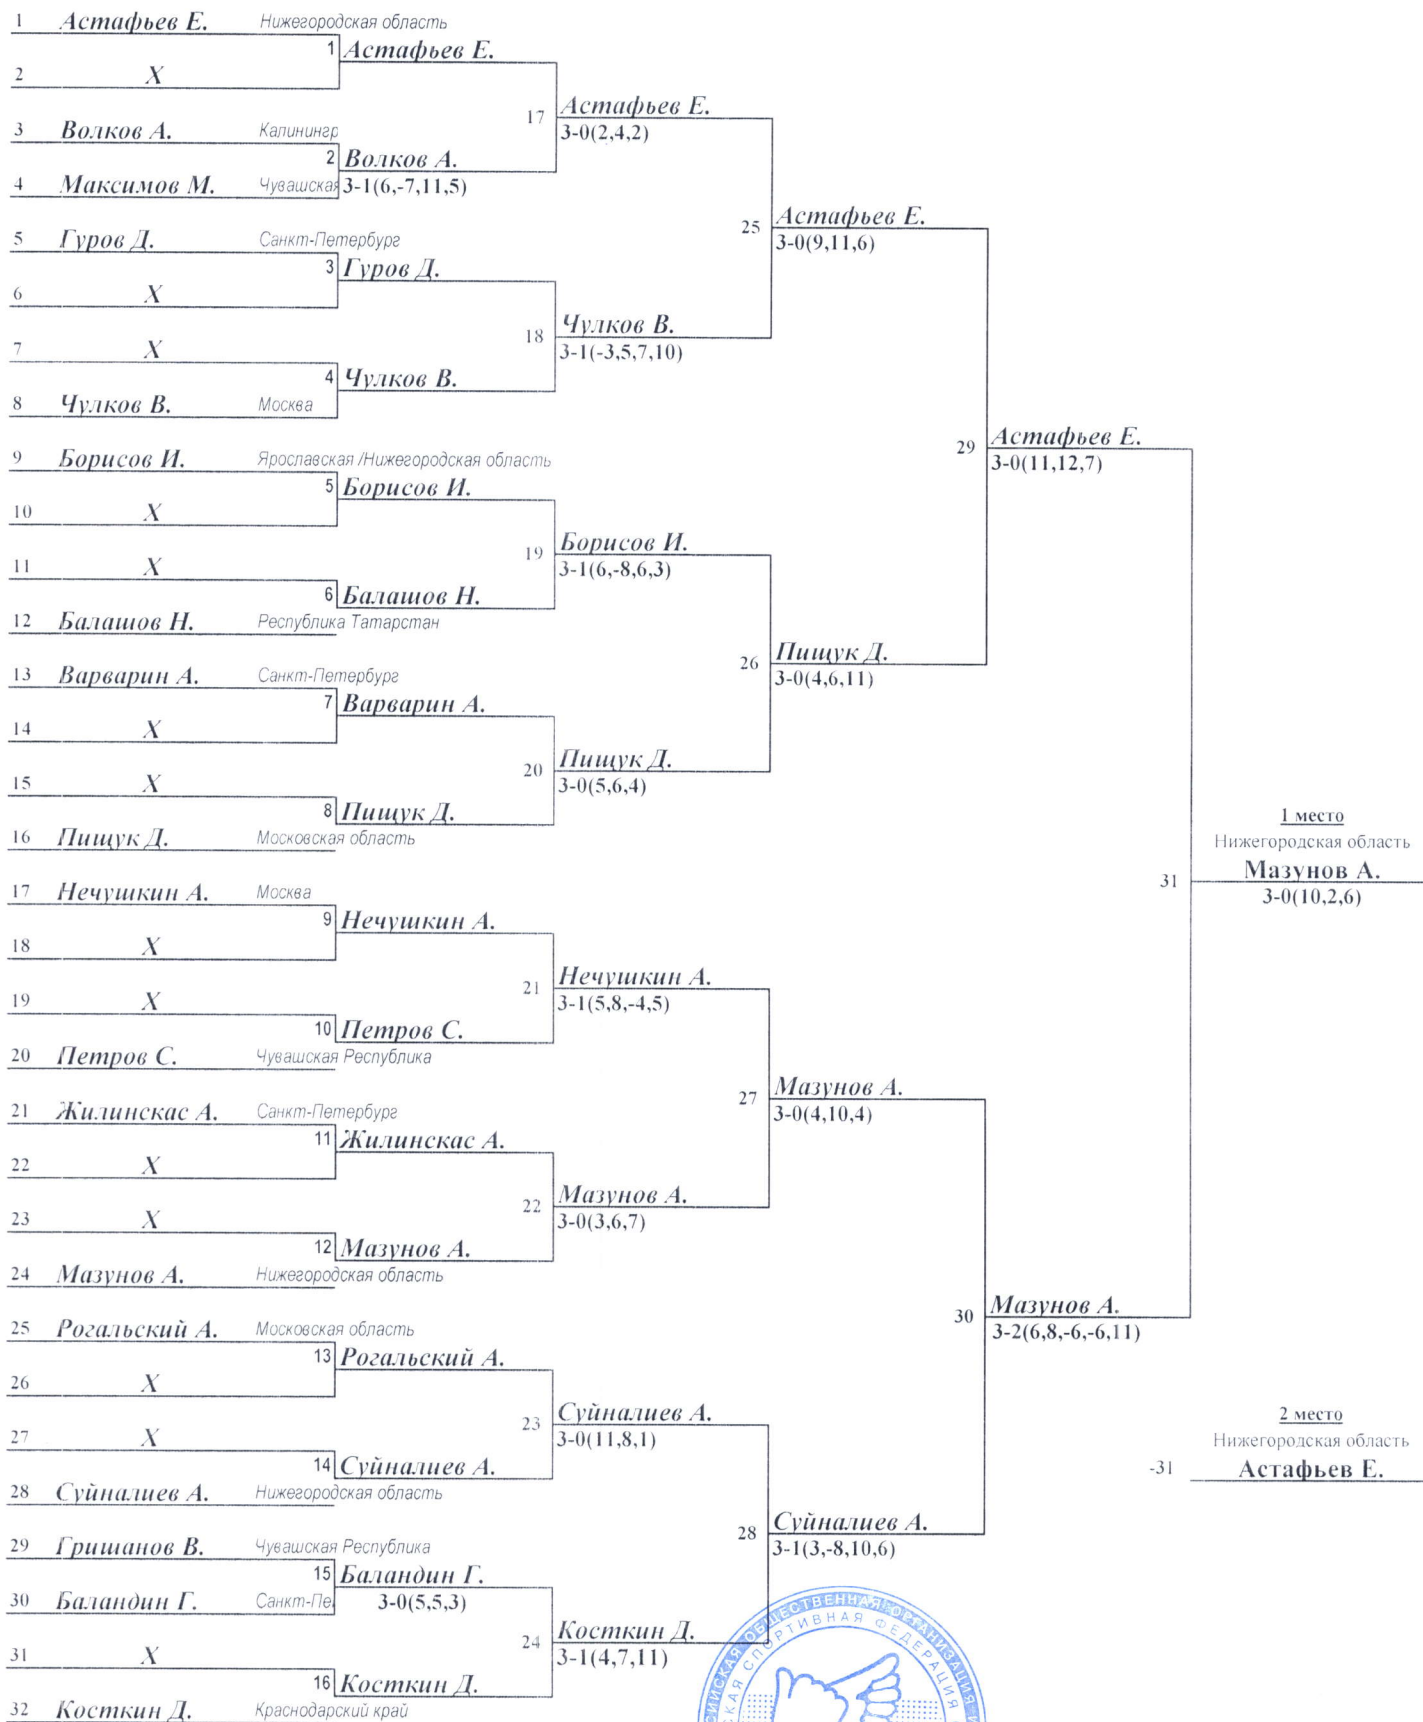 1 Астафьев Е. Нижегородская область
1 Астафьев Е.
2 X
17 Астафьев Е.
3-0(2,4,2)
3 Волков А. Калинингр
2 Волков А.
3-1(6,-7,11,5)
4 Максимов М. Чувашская
25 Астафьев Е.
3-0(9,11,6)
5 Гуров Д. Санкт-Петербург
3 Гуров Д.
6 X
18 Чулков В.
3-1(-3,5,7,10)
7 X
4 Чулков В.
8 Чулков В. Москва
29 Астафьев Е.
3-0(11,12,7)
9 Борисов И. Ярославская /Нижегородская область
5 Борисов И.
10 X
19 Борисов И.
3-1(6,-8,6,3)
11 X
6 Балашов Н.
12 Балашов Н. Республика Татарстан
26 Пищук Д.
3-0(4,6,11)
13 Варварин А. Санкт-Петербург
7 Варварин А.
14 X
20 Пищук Д.
3-0(5,6,4)
15 X
8 Пищук Д.
16 Пищук Д. Московская область
1 место
Нижегородская область
31 Мазунов А.
3-0(10,2,6)
17 Нечушкин А. Москва
9 Нечушкин А.
18 X
21 Нечушкин А.
3-1(5,8,-4,5)
19 X
10 Петров С.
20 Петров С. Чувашская Республика
27 Мазунов А.
3-0(4,10,4)
21 Жилинскас А. Санкт-Петербург
11 Жилинскас А.
22 X
22 Мазунов А.
3-0(3,6,7)
23 X
12 Мазунов А.
24 Мазунов А. Нижегородская область
30 Мазунов А.
3-2(6,8,-6,-6,11)
25 Рогальский А. Московская область
13 Рогальский А.
26 X
23 Суйналиев А.
3-0(11,8,1)
27 X
14 Суйналиев А.
28 Суйналиев А. Нижегородская область
2 место
Нижегородская область
-31 Астафьев Е.
28 Суйналиев А.
3-1(3,-8,10,6)
29 Гришанов В. Чувашская Республика
15 Баландин Г.
3-0(5,5,3)
30 Баландин Г. Санкт-Пе
24 Косткин Д.
3-1(4,7,11)
31 X
16 Косткин Д.
32 Косткин Д. Краснодарский край
ОБЩЕСТВЕННАЯ ОРГАНИЗАЦИЯ
СПОРТИВНАЯ ФЕДЕРАЦИЯ